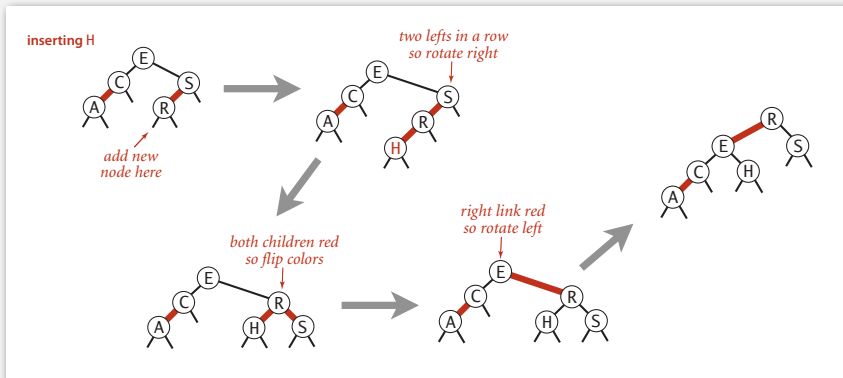 inserting H
E
C
S
A
R
add new
node here
two lefts in a row
so rotate right
E
C
S
A
R
H
both children red
so flip colors
E
C
R
A
H
S
right link red
so rotate left
E
C
R
A
H
S
R
E
S
C
H
A